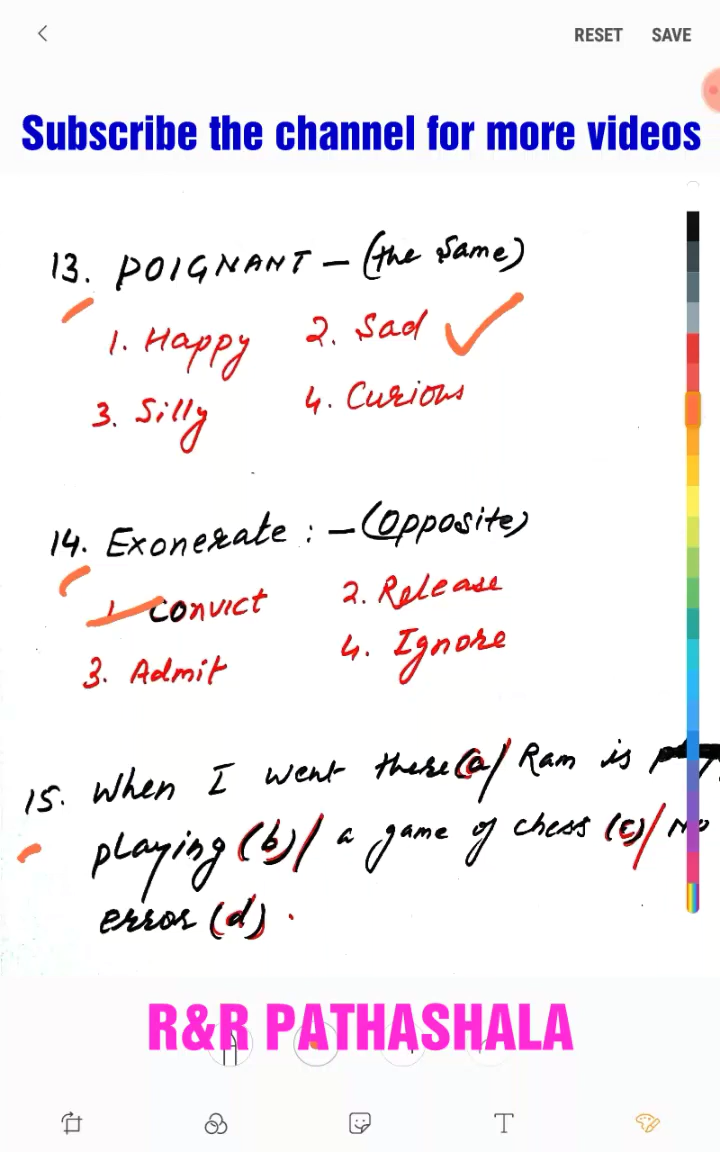 RESET SAVE
Subscribe the channel for more videos
13. POIGNANT - (the Same)
1. Happy 2. Sad
3. Silly 4. Curious
14. Exonerate : - (Opposite)
1. Convict 2. Release
3. Admit 4. Ignore
15. When I went there (a) / Ram is
playing (b) / a game of chess (c) / No
error (d) .
R&R PATHASHALA
T